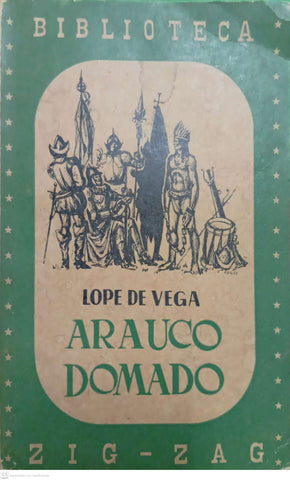 BIBLIOTECA
LOPE DE VEGA
ARAUCO
DOMADO
ZIG-ZAG